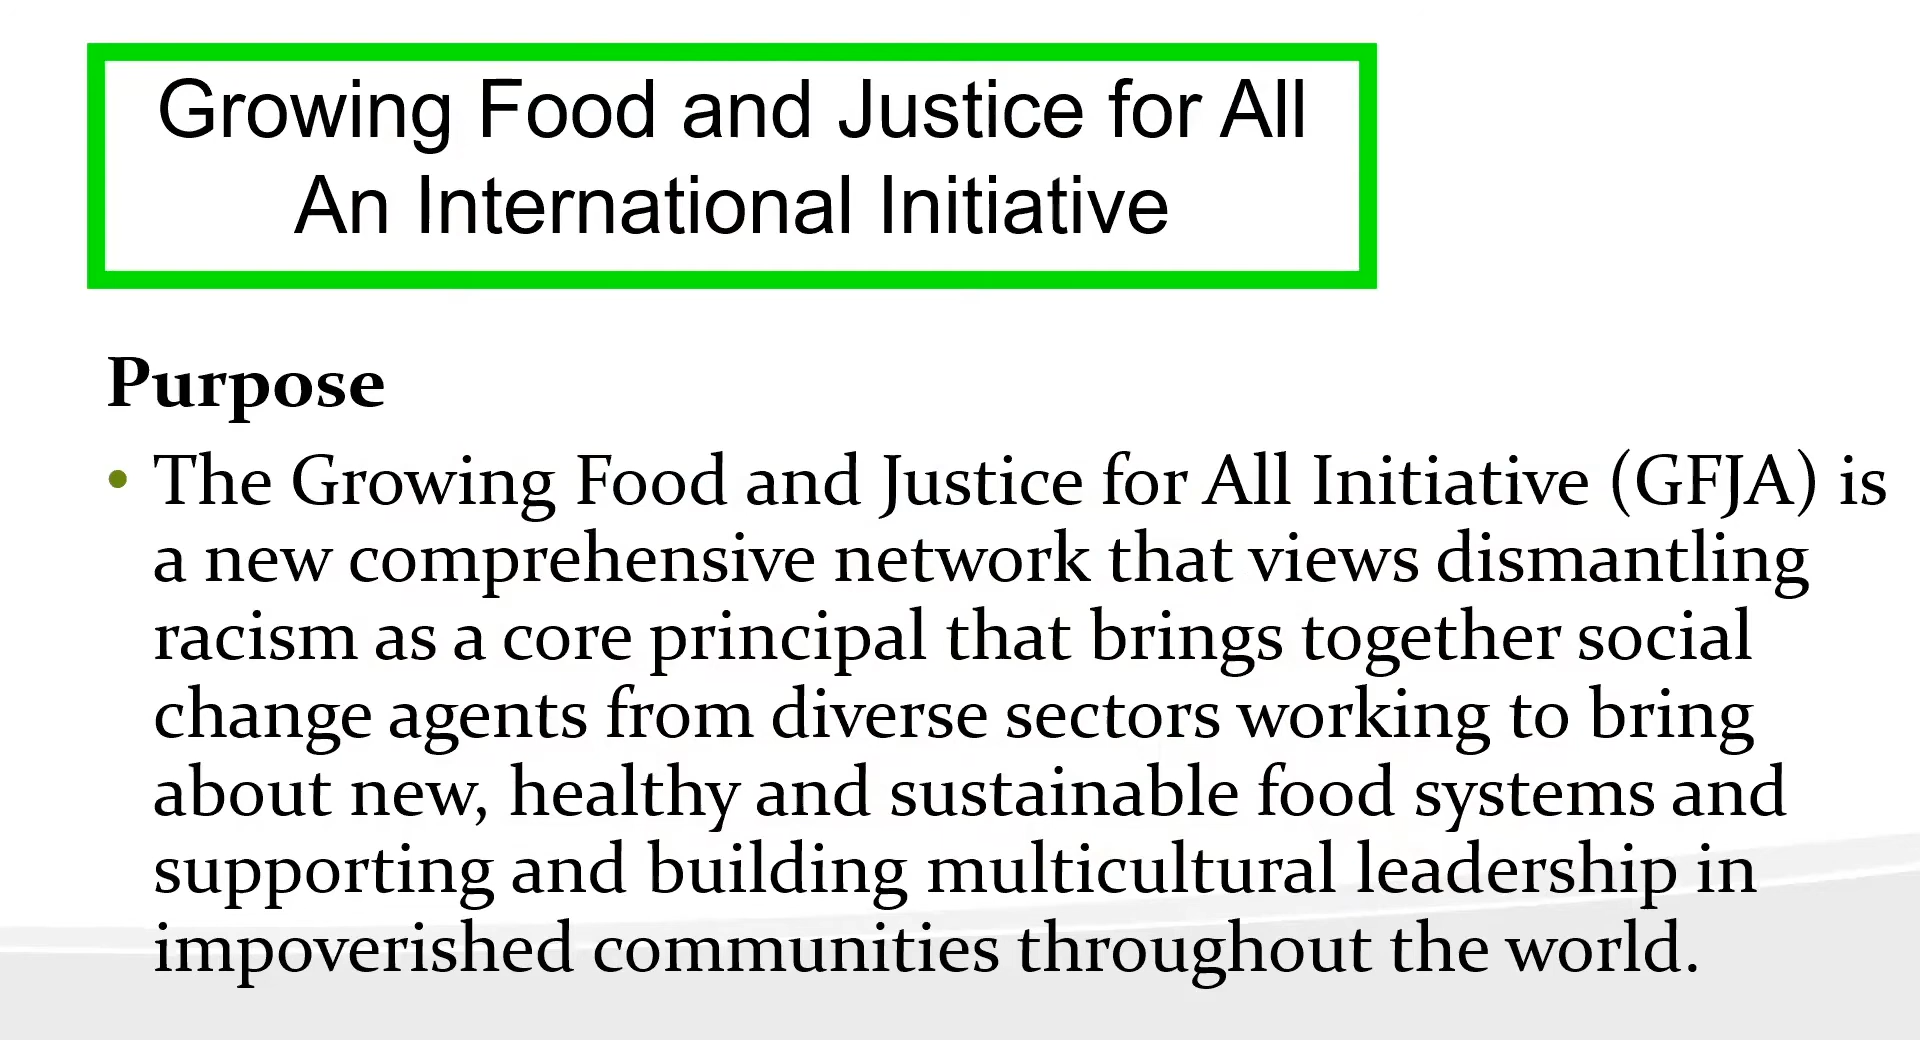 Growing Food and Justice for All
An International Initiative
Purpose
• The Growing Food and Justice for All Initiative (GFJA) is
a new comprehensive network that views dismantling
racism as a core principal that brings together social
change agents from diverse sectors working to bring
about new, healthy and sustainable food systems and
supporting and building multicultural leadership in
impoverished communities throughout the world.